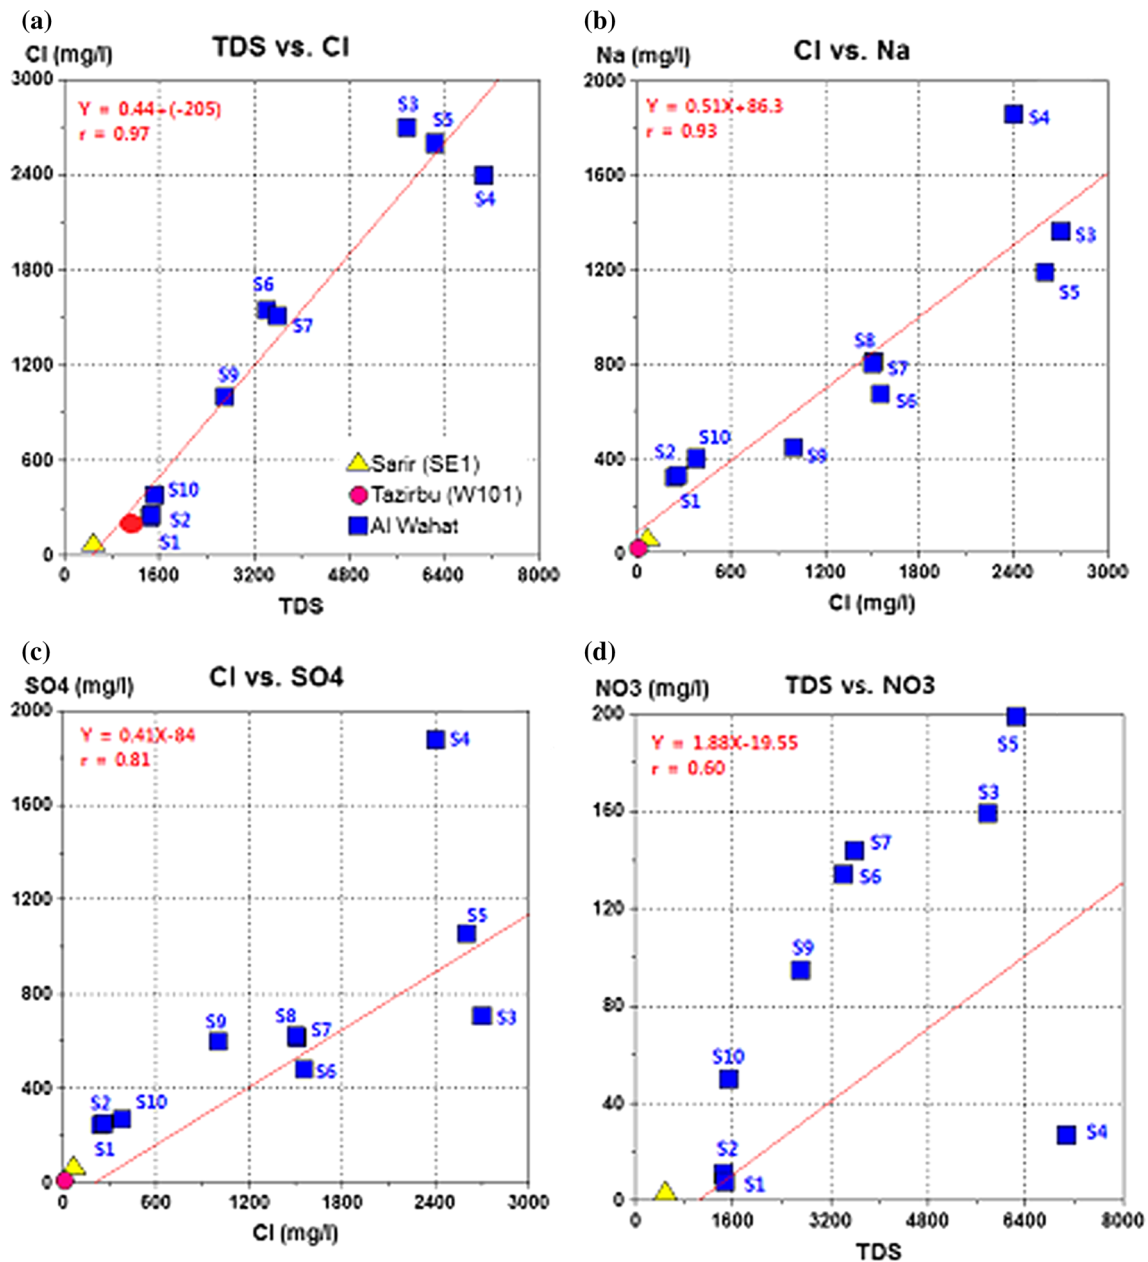 (a)
TDS vs. Cl
Cl (mg/l)
Y = 0.44+(-205)
r = 0.97
3000
2400
1800
1200
600
0
S3
S5
S4
S6
S7
S9
S10
S2
S1
Sarir (SE1)
Tazirbu (W101)
Al Wahat
0 1600 3200 4800 6400 8000
TDS
(b)
Cl vs. Na
Na (mg/l)
Y = 0.51X+86.3
r = 0.93
2000
1600
1200
800
400
0
S4
S3
S5
S8
S7
S6
S10
S2
S9
S1
0 600 1200 1800 2400 3000
Cl (mg/l)
(c)
Cl vs. SO4
SO4 (mg/l)
Y = 0.41X-84
r = 0.81
2000
1600
1200
800
400
0
S4
S5
S3
S9
S8
S7
S6
S2
S10
S1
0 600 1200 1800 2400 3000
Cl (mg/l)
(d)
TDS vs. NO3
NO3 (mg/l)
Y = 1.88X-19.55
r = 0.60
200
160
120
80
40
0
S5
S3
S7
S6
S9
S10
S4
S2
S1
0 1600 3200 4800 6400 8000
TDS